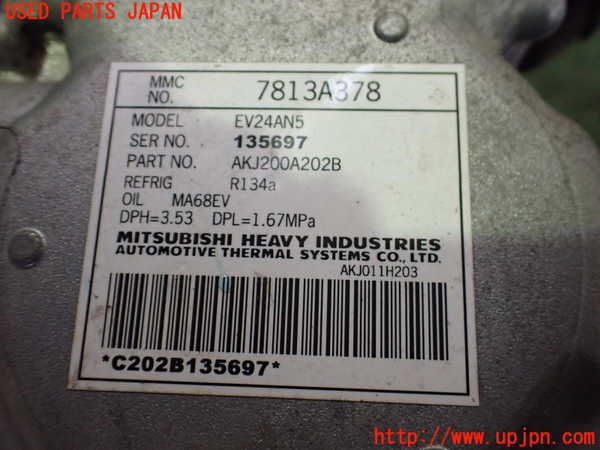 USED PARTS JAPAN
MMC NO. 7813A378
MODEL EV24AN5
SER NO. 135697
PART NO. AKJ200A202B
REFRIG R134a
OIL MA68EV
DPH=3.53 DPL=1.67MPa
MITSUBISHI HEAVY INDUSTRIES
AUTOMOTIVE THERMAL SYSTEMS CO., LTD.
AKJ011H203
*C202B135697*
http://www.upjpn.com/